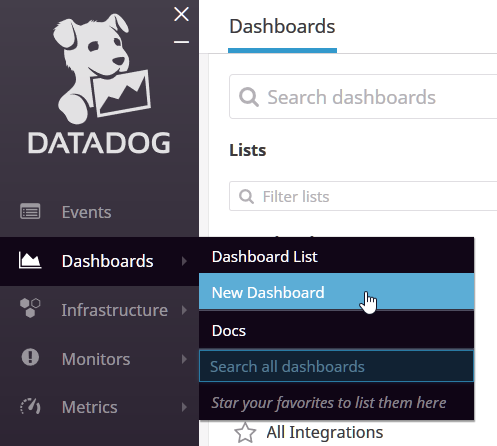 Dashboards
Search dashboards
DATADOG
Lists
Filter lists
Events
Dashboards
Infrastructure
Monitors
Metrics
Dashboard List
New Dashboard
Docs
Search all dashboards
Star your favorites to list them here
All Integrations